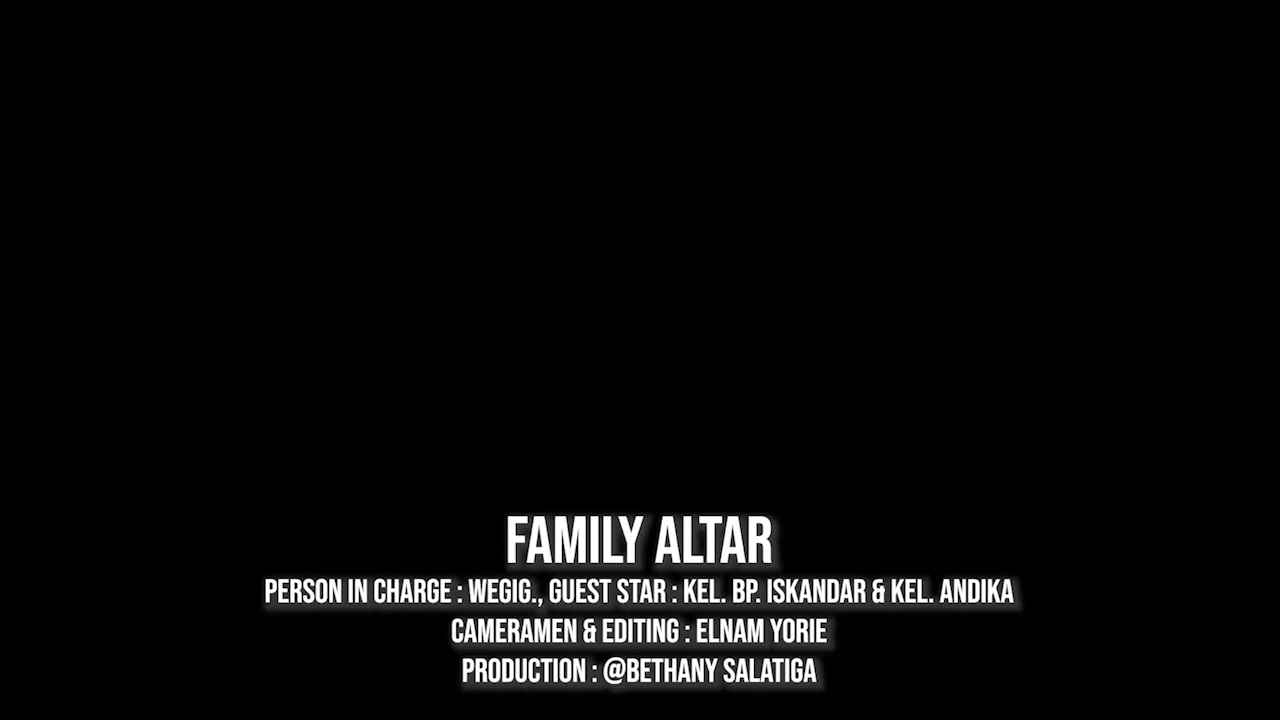 FAMILY ALTAR
PERSON IN CHARGE : WEGIG., GUEST STAR : KEL. BP. ISKANDAR & KEL. ANDIKA
CAMERAMEN & EDITING : ELNAM YORIE
PRODUCTION : @BETHANY SALATIGA